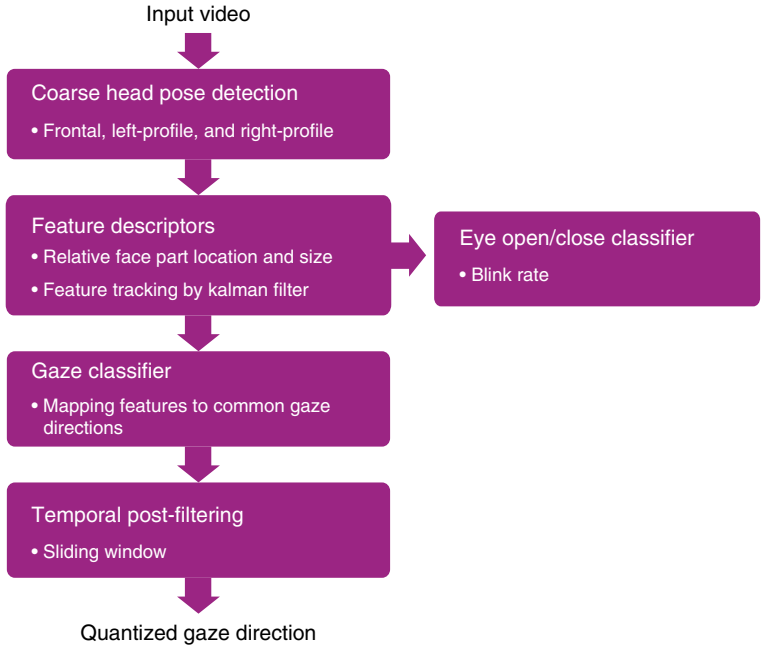 Input video
Coarse head pose detection
• Frontal, left-profile, and right-profile
Feature descriptors
• Relative face part location and size
• Feature tracking by kalman filter
Eye open/close classifier
• Blink rate
Gaze classifier
• Mapping features to common gaze
directions
Temporal post-filtering
• Sliding window
Quantized gaze direction